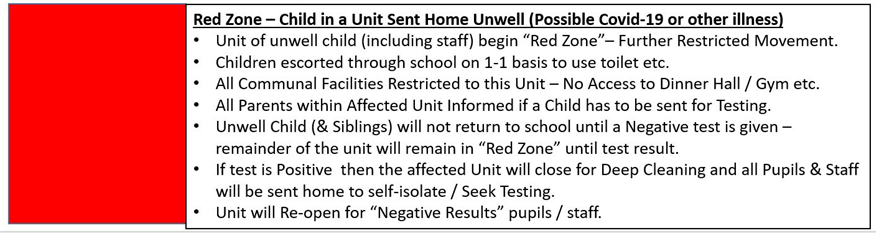 Red Zone – Child in a Unit Sent Home Unwell (Possible Covid-19 or other illness)
• Unit of unwell child (including staff) begin “Red Zone”– Further Restricted Movement.
• Children escorted through school on 1-1 basis to use toilet etc.
• All Communal Facilities Restricted to this Unit – No Access to Dinner Hall / Gym etc.
• All Parents within Affected Unit Informed if a Child has to be sent for Testing.
• Unwell Child (& Siblings) will not return to school until a Negative test is given –
remainder of the unit will remain in “Red Zone” until test result.
• If test is Positive  then the affected Unit will close for Deep Cleaning and all Pupils & Staff
will be sent home to self-isolate / Seek Testing.
• Unit will Re-open for “Negative Results” pupils / staff.